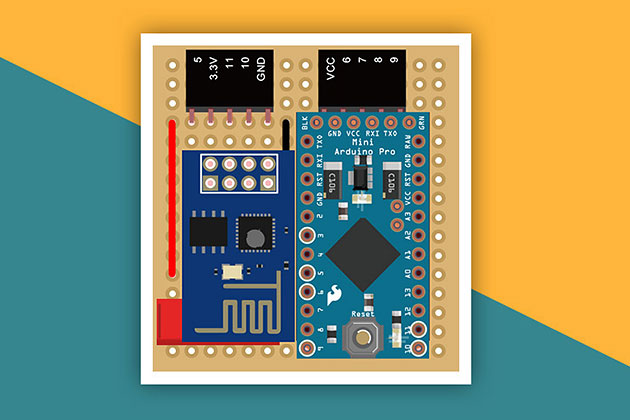 5 3.3V 11 10 GND
VCC 6 7 8 9
BLK GND VCC RXI TXO GRN
Mini
Arduino Pro
TXO RAW
RXI GND
RST RST
GND VCC
2 A3
3 A2
4 A1
5 A0
6 13
7 12
8 11
9 10
Reset